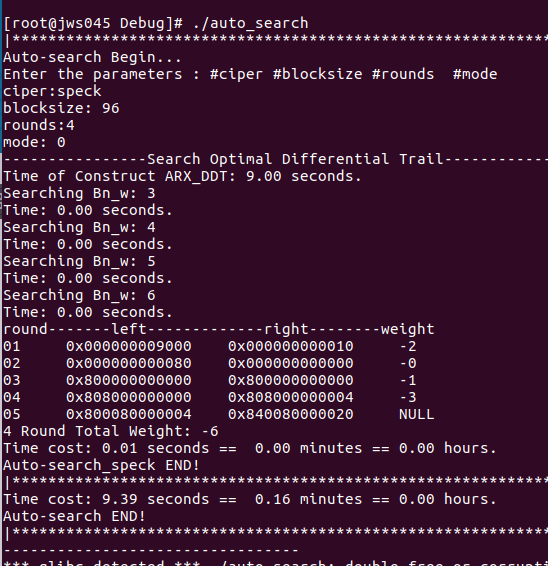 [root@jws045 Debug]# ./auto_search
|************************************************************
Auto-search Begin...
Enter the parameters : #ciper #blocksize #rounds  #mode
ciper:speck
blocksize: 96
rounds:4
mode: 0
----------------Search Optimal Differential Trail------------
Time of Construct ARX_DDT: 9.00 seconds.
Searching Bn_w: 3
Time: 0.00 seconds.
Searching Bn_w: 4
Time: 0.00 seconds.
Searching Bn_w: 5
Time: 0.00 seconds.
Searching Bn_w: 6
Time: 0.00 seconds.
round-------left-------------right--------weight
01     0x000000009000    0x000000000010     -2
02     0x000000000080    0x000000000000     -0
03     0x800000000000    0x800000000000     -1
04     0x808000000000    0x808000000004     -3
05     0x800080000004    0x840080000020     NULL
4 Round Total Weight: -6
Time cost: 0.01 seconds ==  0.00 minutes == 0.00 hours.
Auto-search_speck END!
|************************************************************
Time cost: 9.39 seconds ==  0.16 minutes == 0.00 hours.
Auto-search END!
|************************************************************
---------------------------------
*** glibc detected *** ./auto_search: double free or corrupti